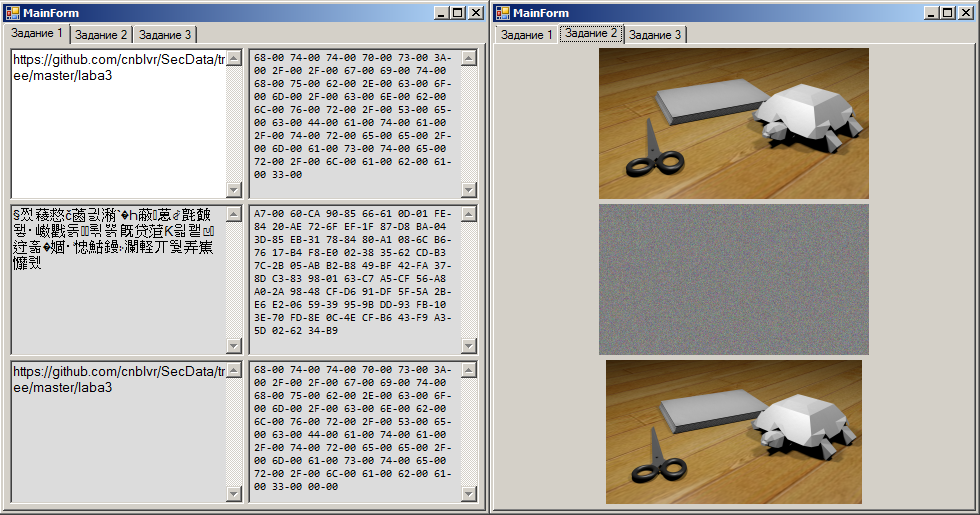 MainForm
Задание 1 Задание 2 Задание 3
https://github.com/cnblvr/SecData/tr
ee/master/laba3
68-00 74-00 74-00 70-00 73-00 3A-
00 2F-00 2F-00 67-00 69-00 74-00
68-00 75-00 62-00 2E-00 63-00 6F-
00 6D-00 2F-00 63-00 6E-00 62-00
6C-00 76-00 72-00 2F-00 53-00 65-
00 63-00 44-00 61-00 74-00 61-00
2F-00 74-00 72-00 65-00 65-00 2F-
00 6D-00 61-00 73-00 74-00 65-00
72-00 2F-00 6C-00 61-00 62-00 61-
00 33-00
A7-00 60-CA 90-85 66-61 0D-01 FE-
84 20-AE 72-6F EF-1F 87-D8 BA-04
3D-85 EB-31 78-84 80-A1 08-6C B6-
76 17-B4 F8-E0 02-38 35-62 CD-B3
7C-2B 05-AB B2-B8 49-BF 42-FA 37-
8D C3-83 98-01 63-C7 A5-CF 56-A8
A0-2A 98-48 CF-D6 91-DF 5F-5A 2B-
E6 E2-06 59-39 95-9B DD-93 FB-10
3E-70 FD-8E 0C-4E CF-B6 43-F9 A3-
5D 02-62 34-B9
https://github.com/cnblvr/SecData/tr
ee/master/laba3
68-00 74-00 74-00 70-00 73-00 3A-
00 2F-00 2F-00 67-00 69-00 74-00
68-00 75-00 62-00 2E-00 63-00 6F-
00 6D-00 2F-00 63-00 6E-00 62-00
6C-00 76-00 72-00 2F-00 53-00 65-
00 63-00 44-00 61-00 74-00 61-00
2F-00 74-00 72-00 65-00 65-00 2F-
00 6D-00 61-00 73-00 74-00 65-00
72-00 2F-00 6C-00 61-00 62-00 61-
00 33-00 00-00
MainForm
Задание 1 Задание 2 Задание 3